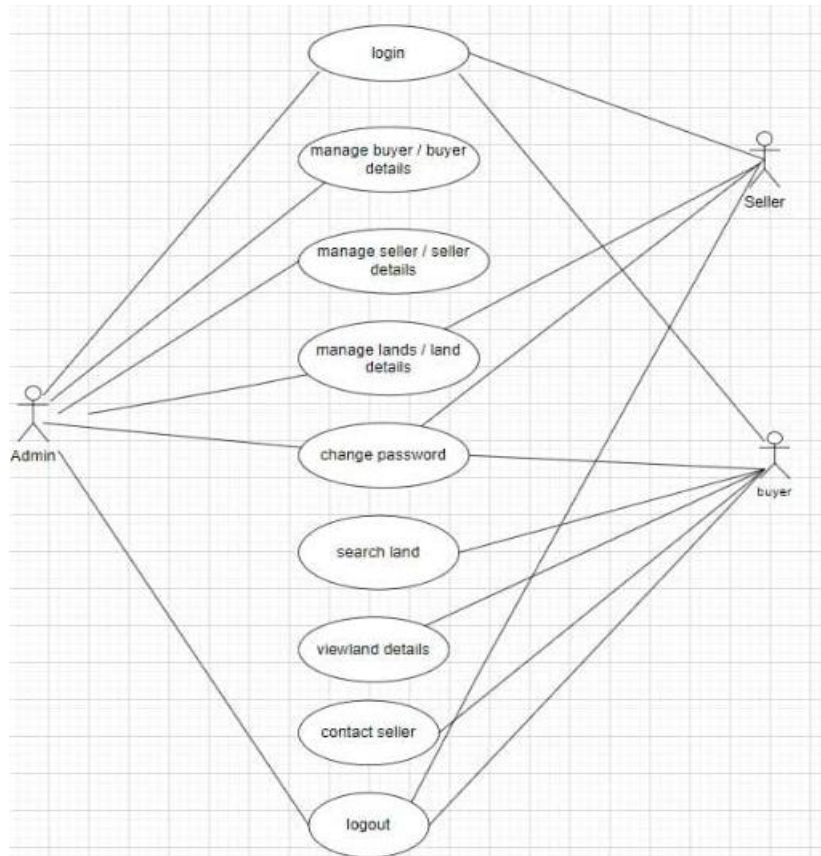 login
manage buyer / buyer
details
Seller
manage seller / seller
details
manage lands / land
details
Admin
change password
buyer
search land
viewland details
contact seller
logout